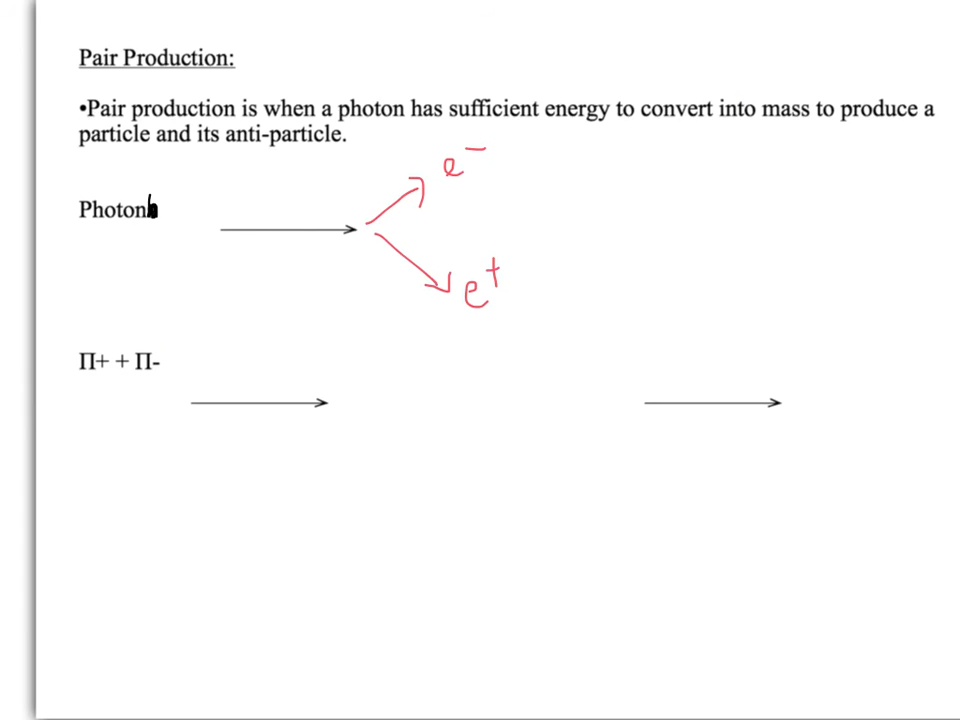 Pair Production:
•Pair production is when a photon has sufficient energy to convert into mass to produce a
particle and its anti-particle.
e⁻
Photon
e⁺
Π+ + Π-